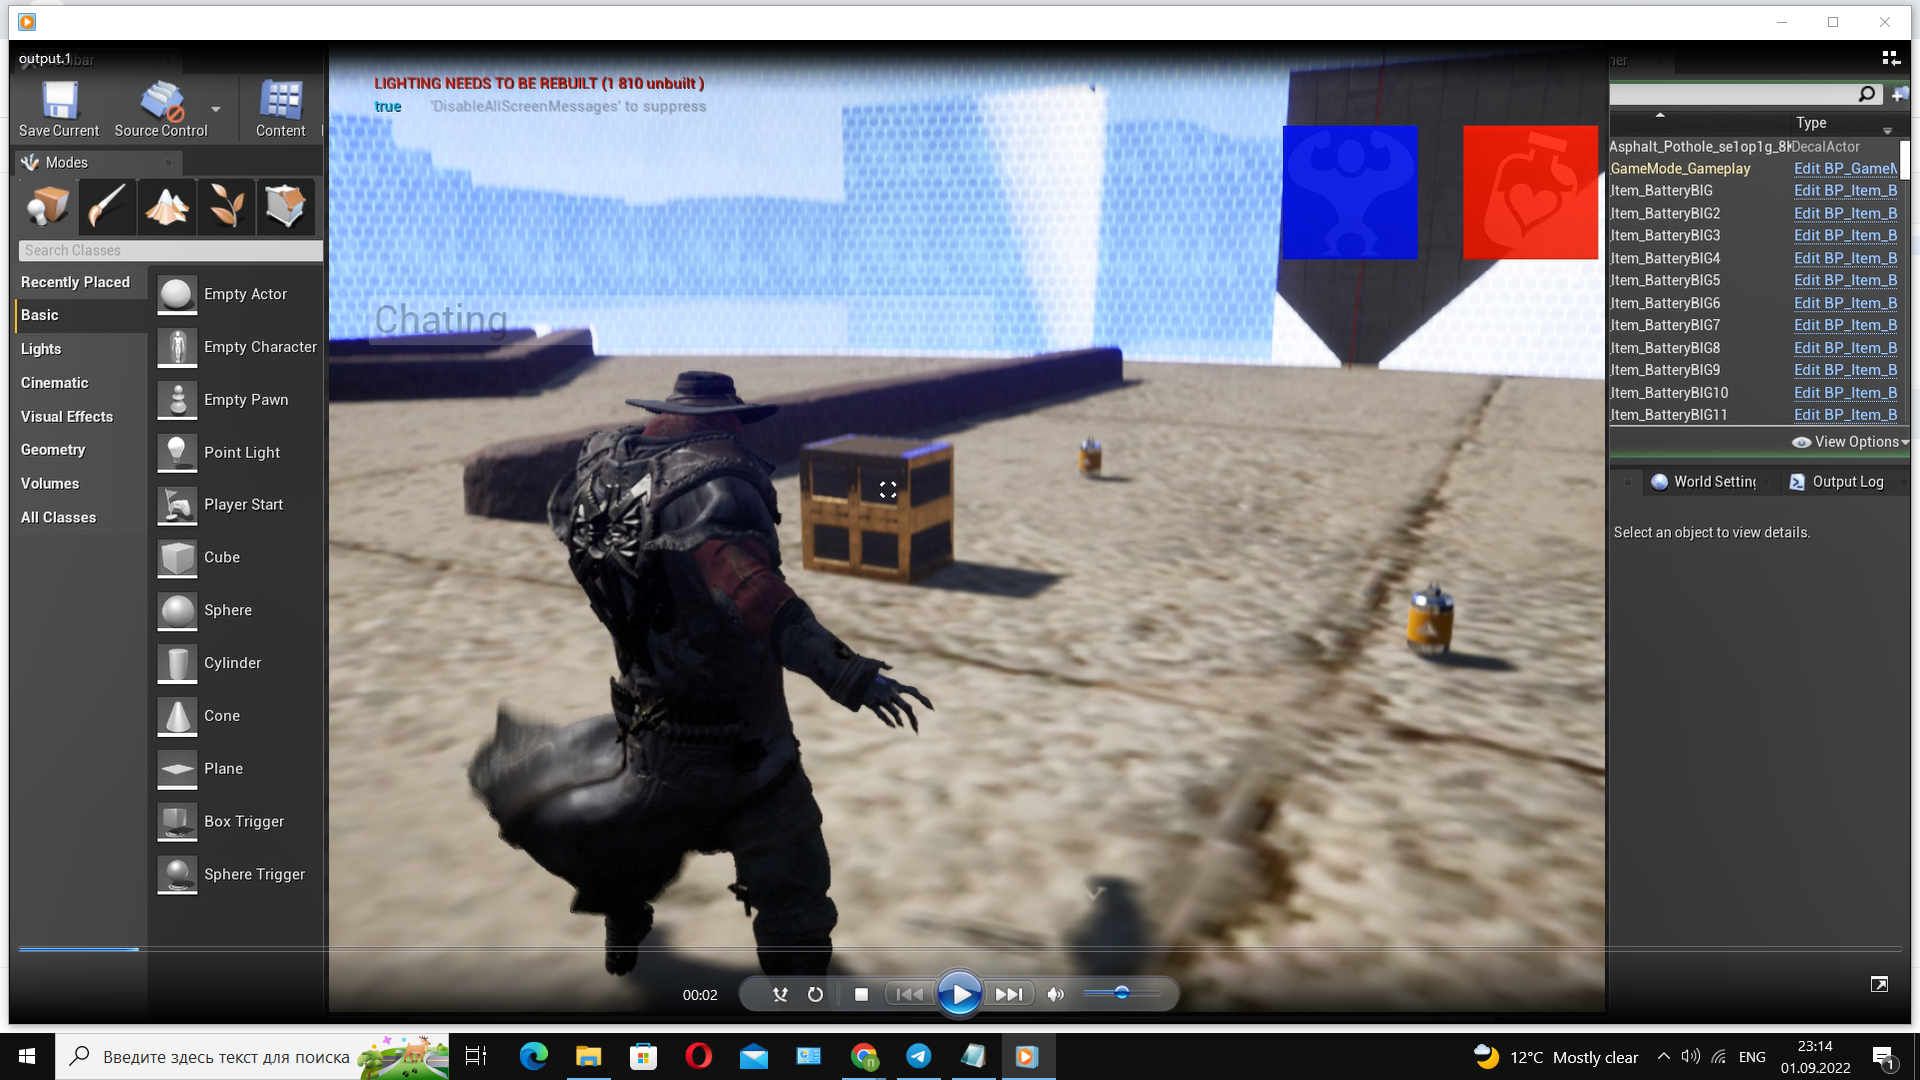 output.1
Toolbar
Save Current
Source Control
Content
Modes
Search Classes
Recently Placed
Basic
Lights
Cinematic
Visual Effects
Geometry
Volumes
All Classes
Empty Actor
Empty Character
Empty Pawn
Point Light
Player Start
Cube
Sphere
Cylinder
Cone
Plane
Box Trigger
Sphere Trigger
LIGHTING NEEDS TO BE REBUILT (1 810 unbuilt )
true 'DisableAllScreenMessages' to suppress
Chating
ner
Type
Asphalt_Pothole_se1op1g_8K DecalActor
GameMode_Gameplay Edit BP_GameM
Item_BatteryBIG Edit BP_Item_B
Item_BatteryBIG2 Edit BP_Item_B
Item_BatteryBIG3 Edit BP_Item_B
Item_BatteryBIG4 Edit BP_Item_B
Item_BatteryBIG5 Edit BP_Item_B
Item_BatteryBIG6 Edit BP_Item_B
Item_BatteryBIG7 Edit BP_Item_B
Item_BatteryBIG8 Edit BP_Item_B
Item_BatteryBIG9 Edit BP_Item_B
Item_BatteryBIG10 Edit BP_Item_B
Item_BatteryBIG11 Edit BP_Item_B
View Options
World Setting Output Log
Select an object to view details.
00:02
Введите здесь текст для поиска
12°C Mostly clear
ENG
23:14
01.09.2022
1